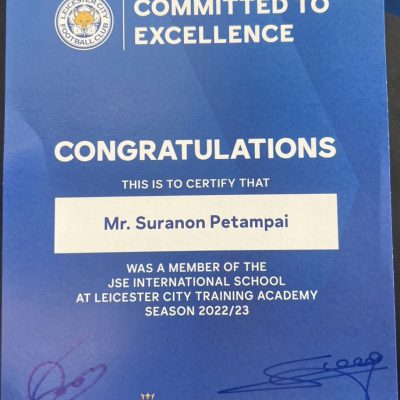 LEICESTER CITY
FOOTBALL CLUB
COMMITTED TO
EXCELLENCE
CONGRATULATIONS
THIS IS TO CERTIFY THAT
Mr. Suranon Petampai
WAS A MEMBER OF THE
JSE INTERNATIONAL SCHOOL
AT LEICESTER CITY TRAINING ACADEMY
SEASON 2022/23